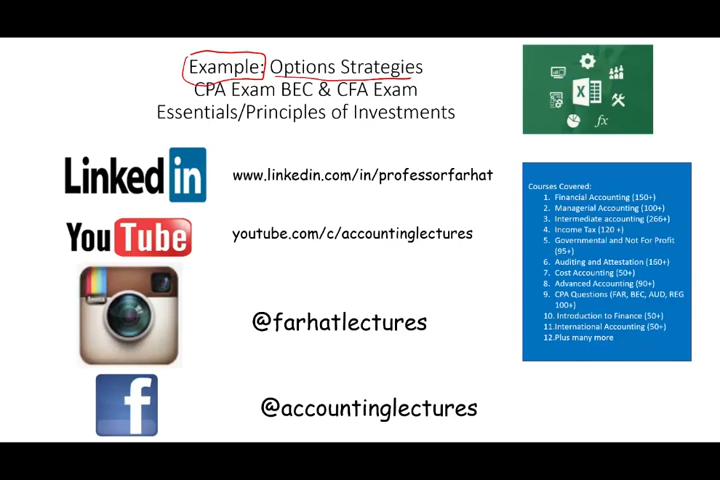 Example: Options Strategies
CPA Exam BEC & CFA Exam
Essentials/Principles of Investments
Linked in
www.linkedin.com/in/professorfarhat
YouTube
youtube.com/c/accountinglectures
@farhatlectures
f
@accountinglectures
X
fx
Courses Covered:
1. Financial Accounting (150+)
2. Managerial Accounting (100+)
3. Intermediate accounting (266+)
4. Income Tax (120 +)
5. Governmental and Not For Profit
(95+)
6. Auditing and Attestation (160+)
7. Cost Accounting (50+)
8. Advanced Accounting (90+)
9. CPA Questions (FAR, BEC, AUD, REG
100+)
10. Introduction to Finance (50+)
11.International Accounting (50+)
12.Plus many more